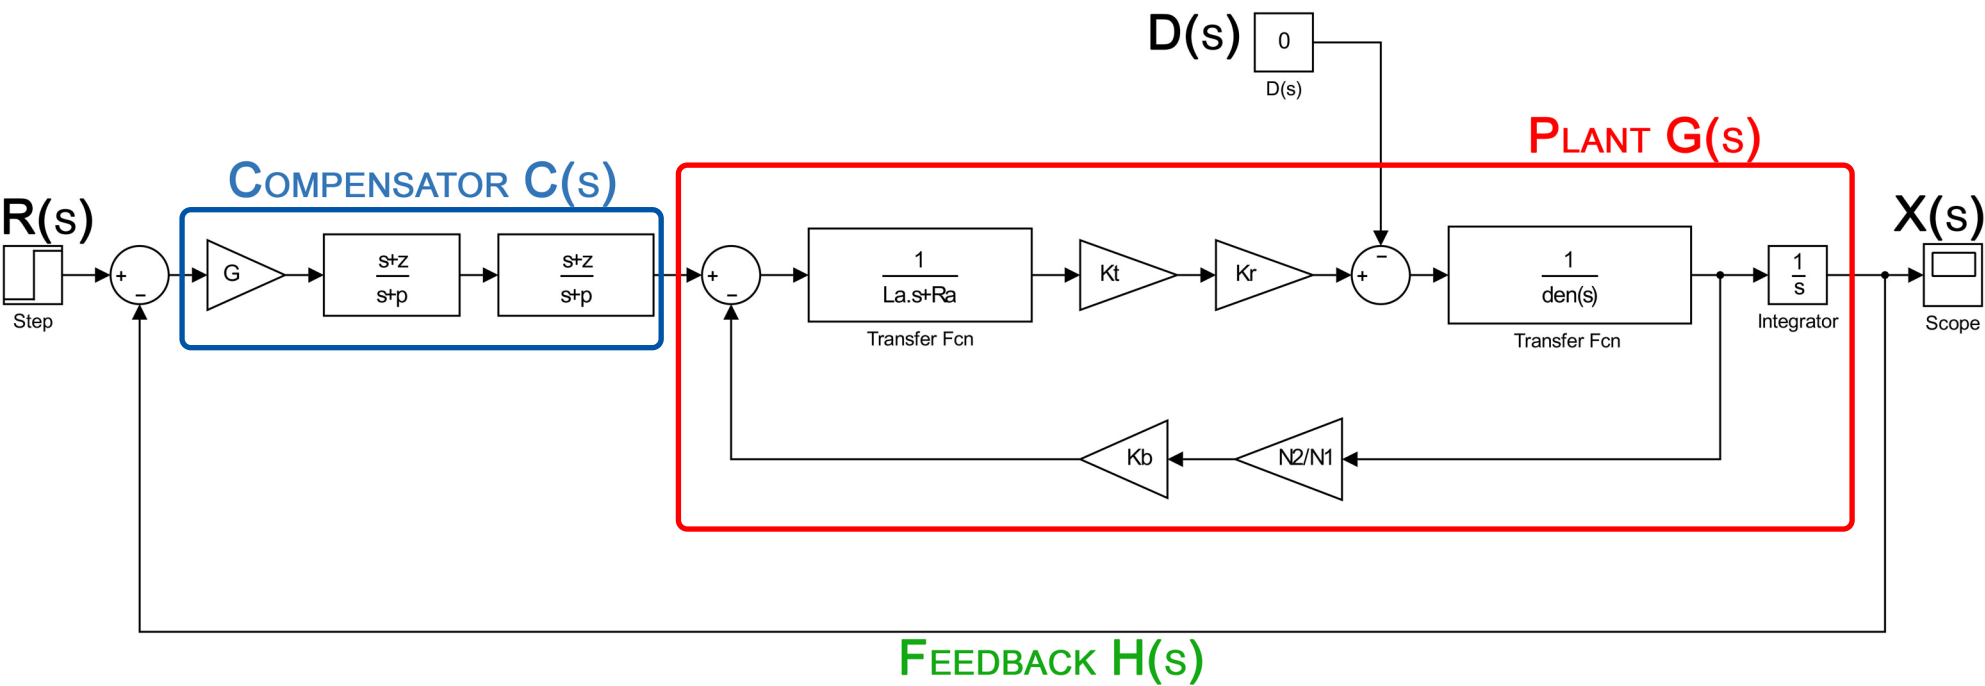 D(s)
0
D(s)
PLANT G(s)
COMPENSATOR C(s)
R(s)
Step
+
−
G
s+z
s+p
s+z
s+p
+
−
1
La.s+Ra
Transfer Fcn
Kt
Kr
−
+
1
den(s)
Transfer Fcn
1
s
Integrator
X(s)
Scope
Kb
N2/N1
FEEDBACK H(s)